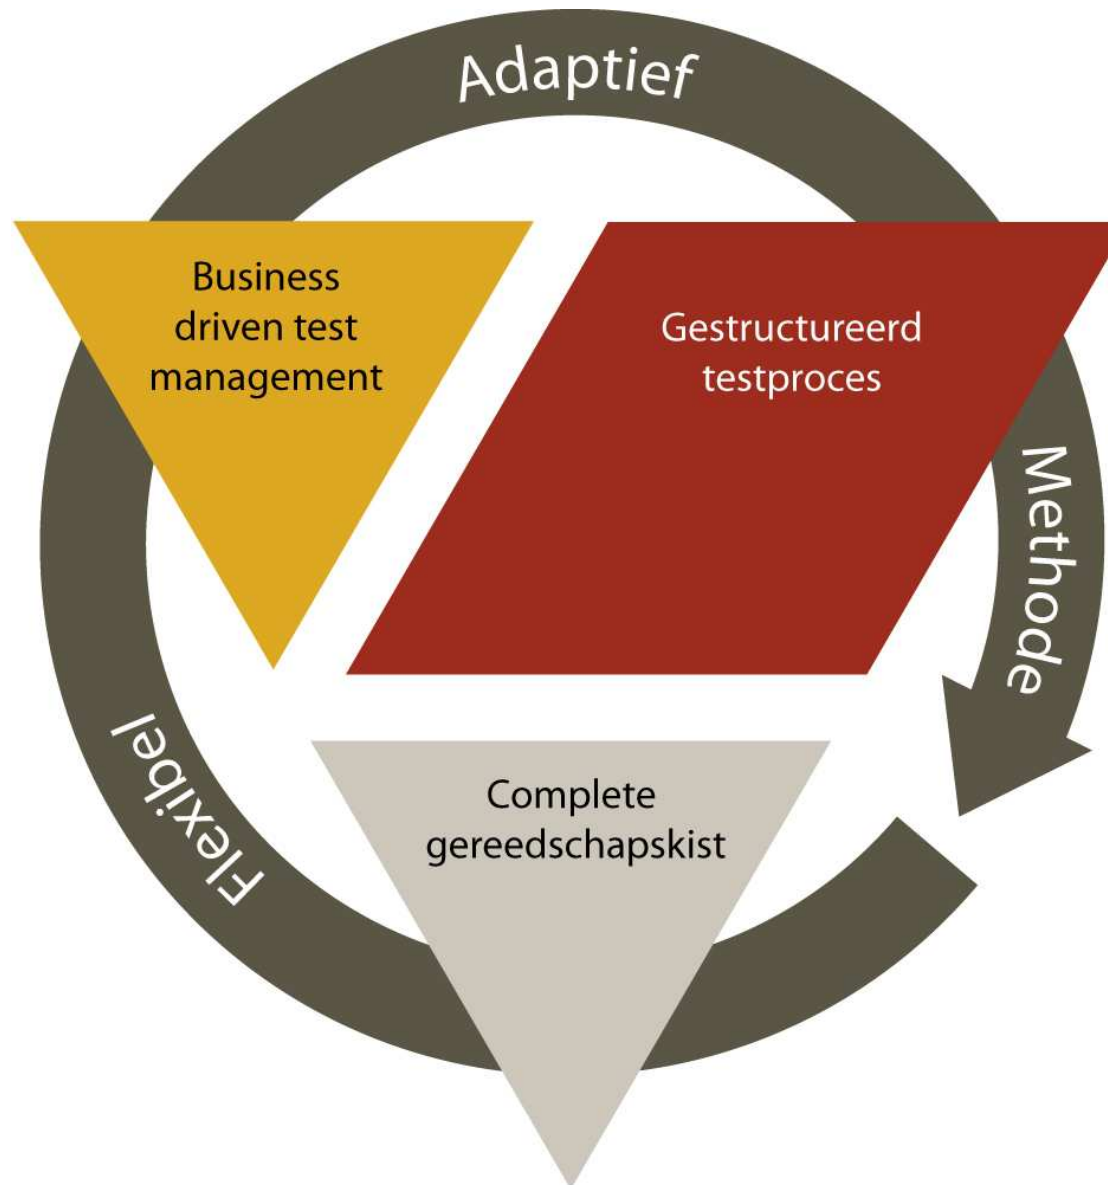 Adaptief
Business
driven test
management
Gestructureerd
testproces
Methode
Flexibel
Complete
gereedschapskist